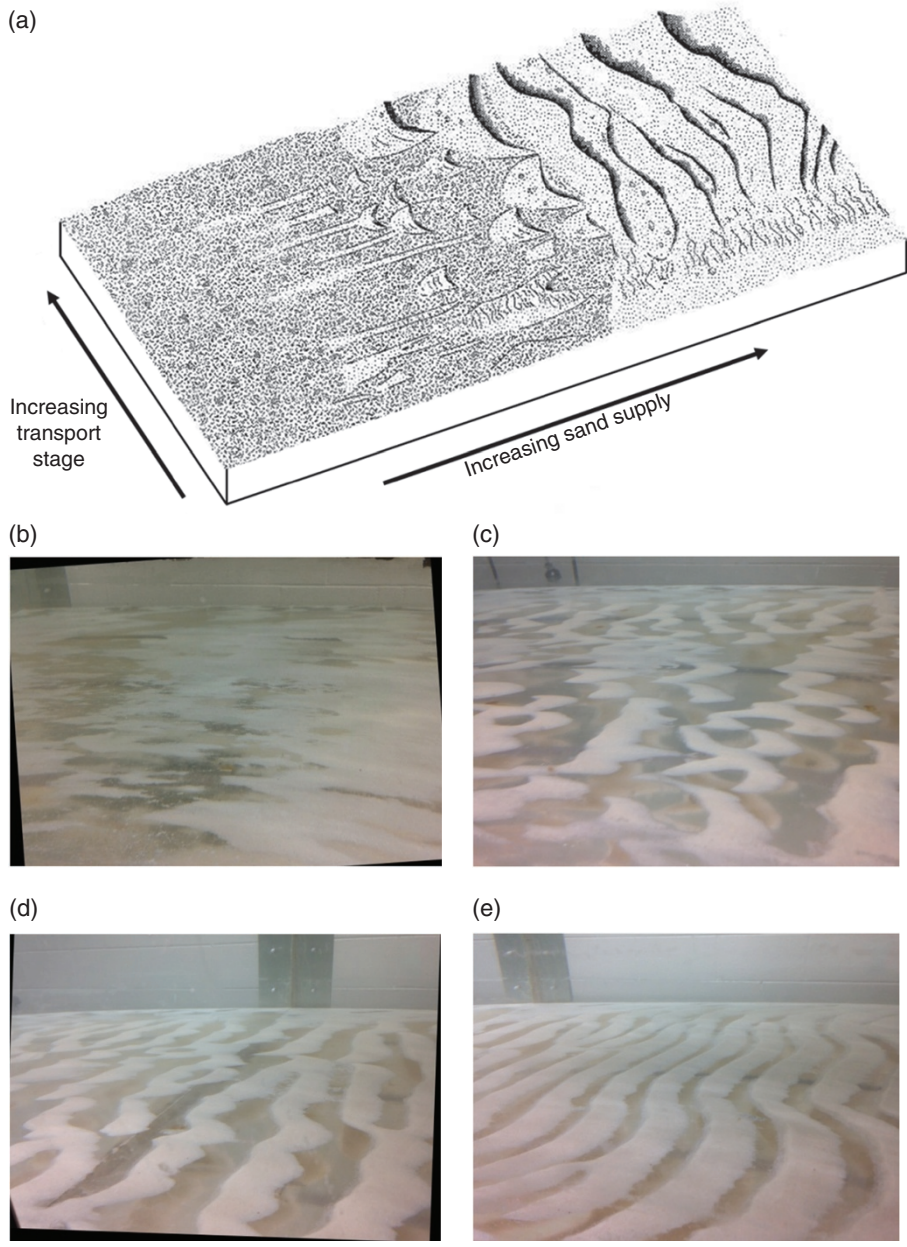 (a)
Increasing
transport
stage
Increasing sand supply
(b)
(c)
(d)
(e)